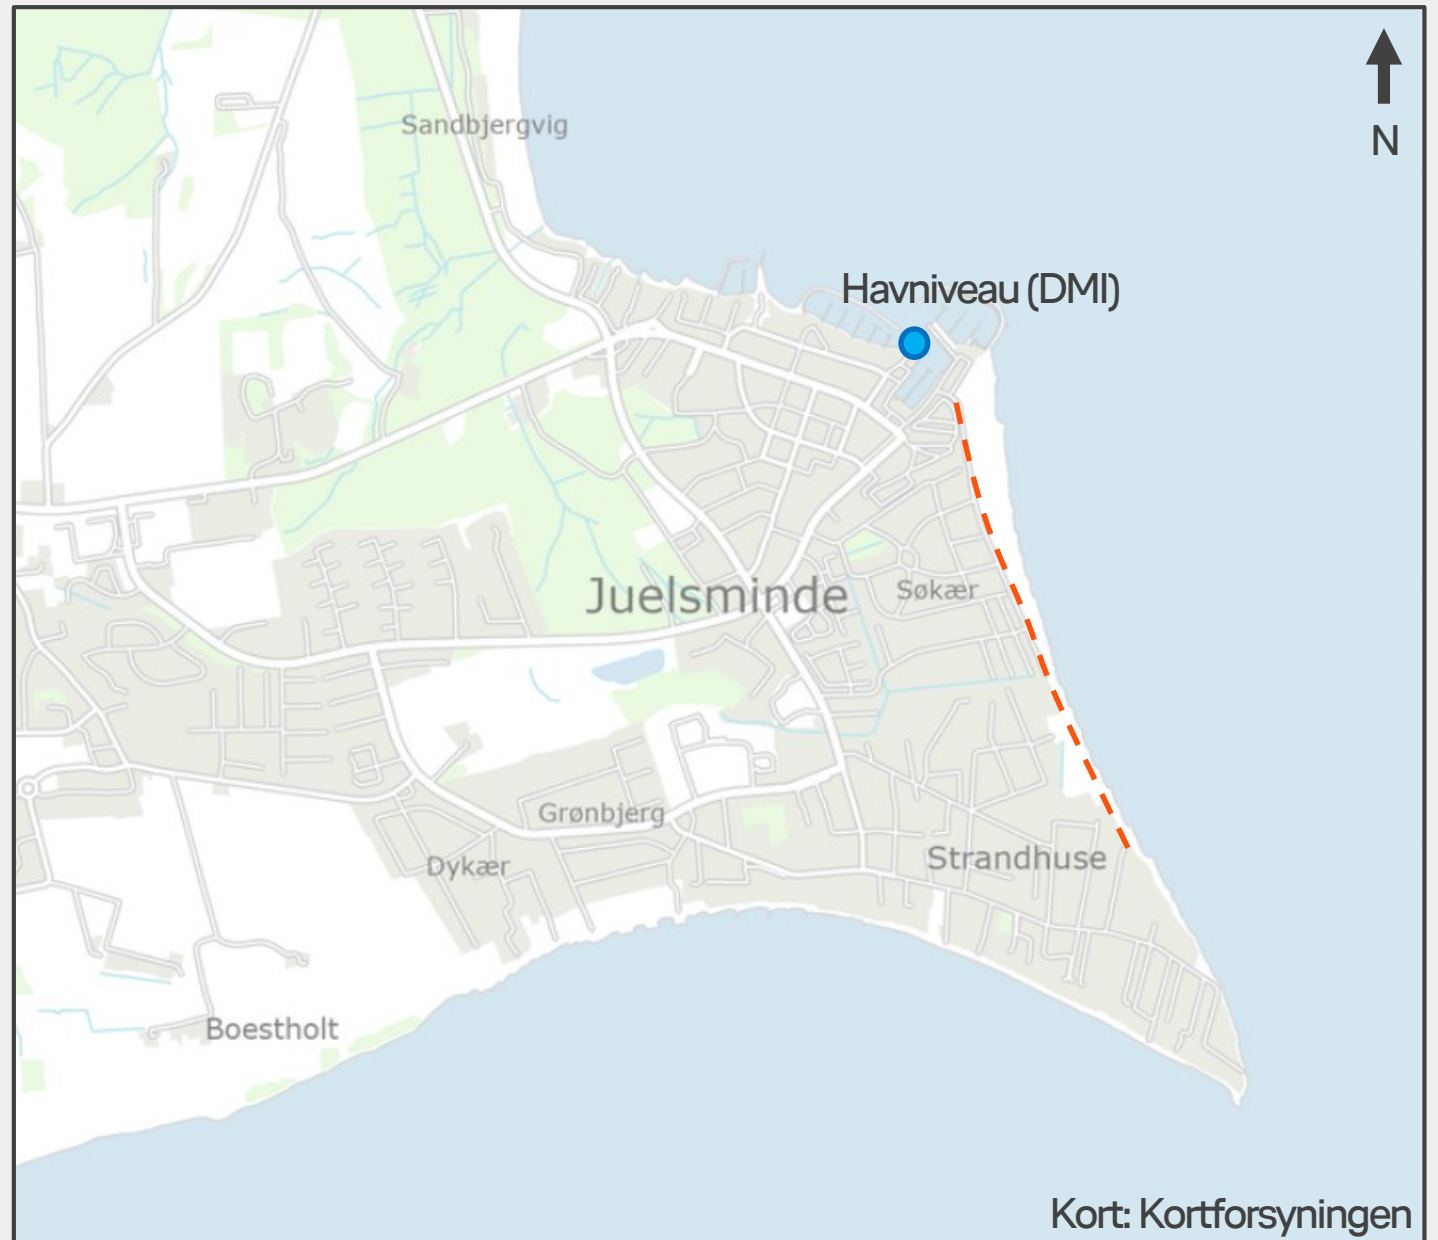 N
Sandbjergvig
Havniveau (DMI)
Juelsminde
Søkær
Grønbjerg
Dykær
Strandhuse
Boestholt
Kort: Kortforsyningen